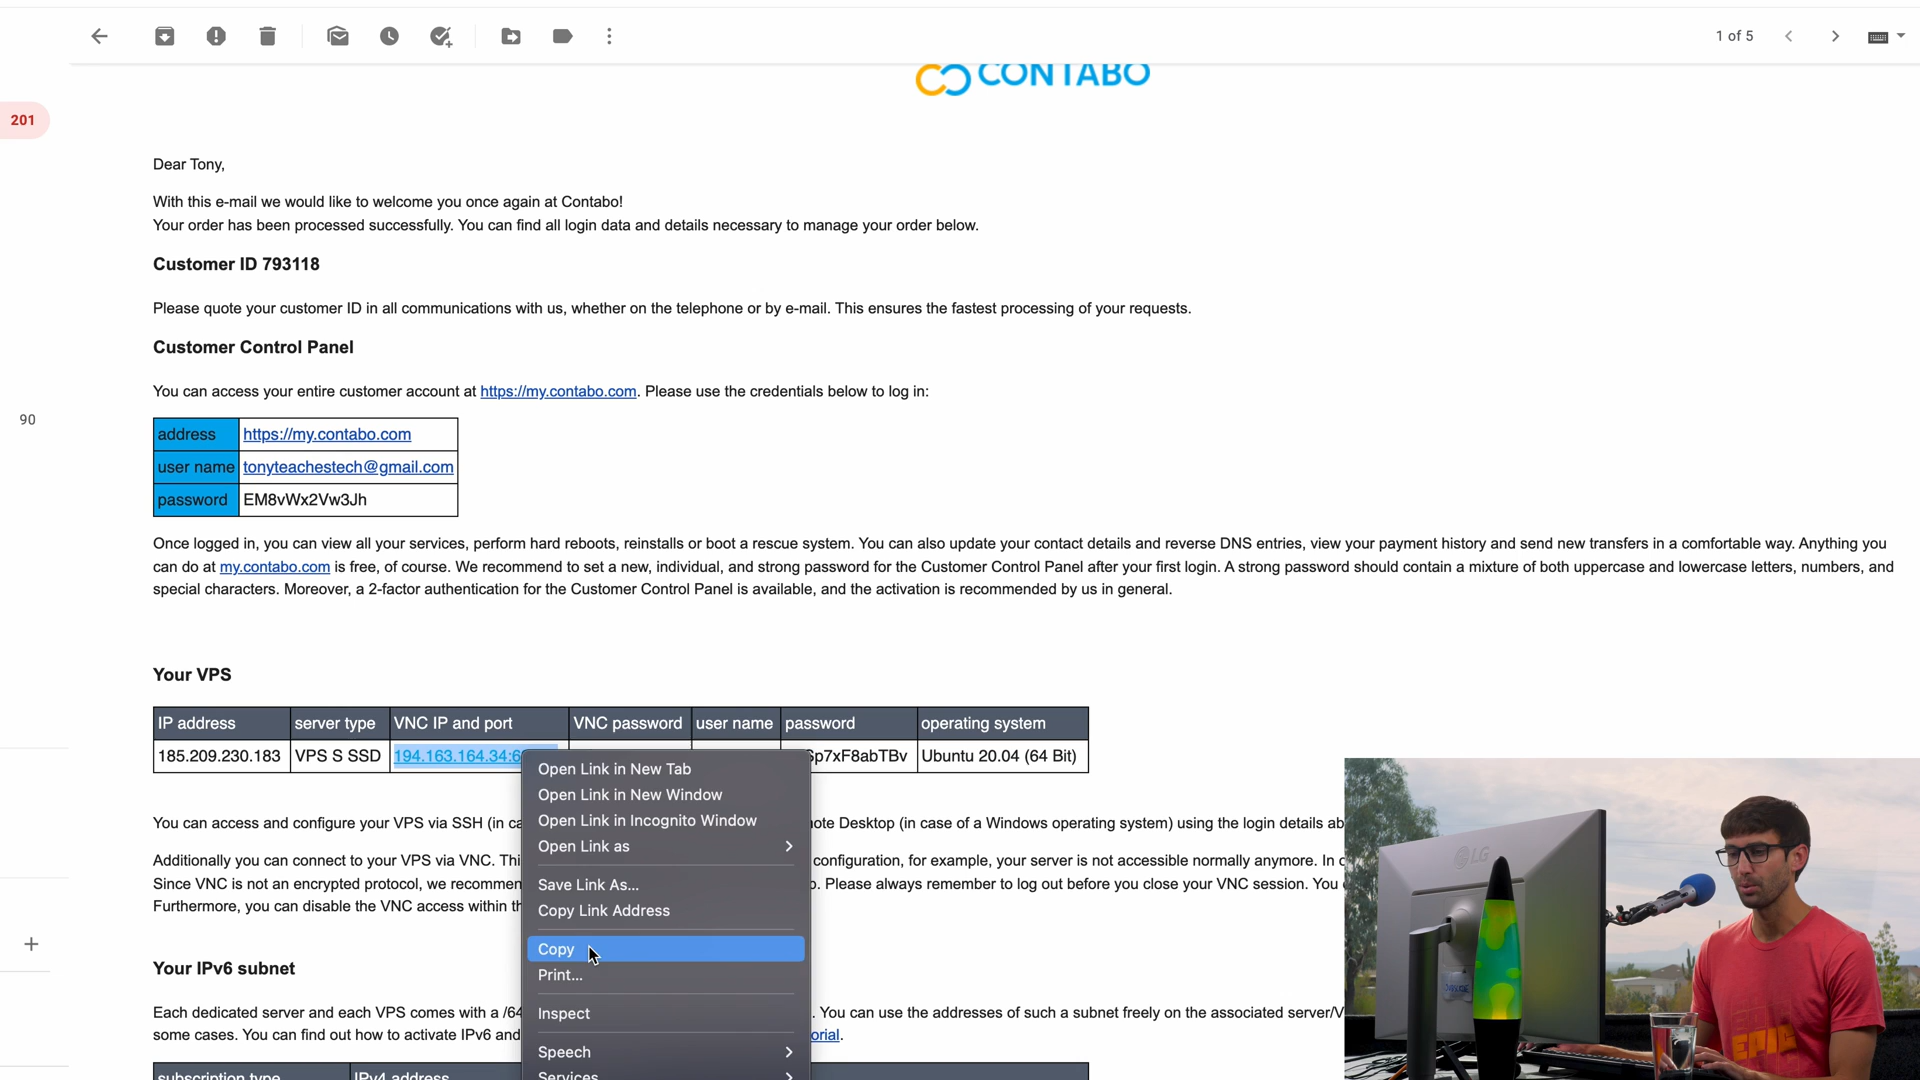 1 of 5
CONTABO
201
Dear Tony,
With this e-mail we would like to welcome you once again at Contabo!
Your order has been processed successfully. You can find all login data and details necessary to manage your order below.
Customer ID 793118
Please quote your customer ID in all communications with us, whether on the telephone or by e-mail. This ensures the fastest processing of your requests.
Customer Control Panel
You can access your entire customer account at https://my.contabo.com. Please use the credentials below to log in:
90
address https://my.contabo.com
user name tonyteachestech@gmail.com
password EM8vWx2Vw3Jh
Once logged in, you can view all your services, perform hard reboots, reinstalls or boot a rescue system. You can also update your contact details and reverse DNS entries, view your payment history and send new transfers in a comfortable way. Anything you
can do at my.contabo.com is free, of course. We recommend to set a new, individual, and strong password for the Customer Control Panel after your first login. A strong password should contain a mixture of both uppercase and lowercase letters, numbers, and
special characters. Moreover, a 2-factor authentication for the Customer Control Panel is available, and the activation is recommended by us in general.
Your VPS
IP address server type VNC IP and port VNC password user name password operating system
185.209.230.183 VPS S SSD 194.163.164.34:6 p7xF8abTBv Ubuntu 20.04 (64 Bit)
Open Link in New Tab
Open Link in New Window
Open Link in Incognito Window
Open Link as
Save Link As...
Copy Link Address
Copy
Print...
Inspect
Speech
Services
You can access and configure your VPS via SSH (in ca ote Desktop (in case of a Windows operating system) using the login details ab
Additionally you can connect to your VPS via VNC. Thi configuration, for example, your server is not accessible normally anymore. In
Since VNC is not an encrypted protocol, we recommen p. Please always remember to log out before you close your VNC session. You
Furthermore, you can disable the VNC access within th
Your IPv6 subnet
Each dedicated server and each VPS comes with a /64 . You can use the addresses of such a subnet freely on the associated server/V
some cases. You can find out how to activate IPv6 and orial.
subscription type IPv4 address
LG
EPIC